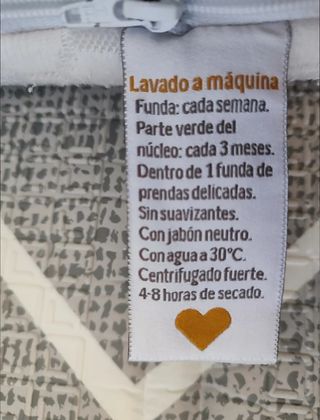 Lavado a máquina
Funda: cada semana.
Parte verde del
núcleo: cada 3 meses.
Dentro de 1 funda de
prendas delicadas.
Sin suavizantes.
Con jabón neutro.
Con agua a 30°C.
Centrifugado fuerte.
4-8 horas de secado.